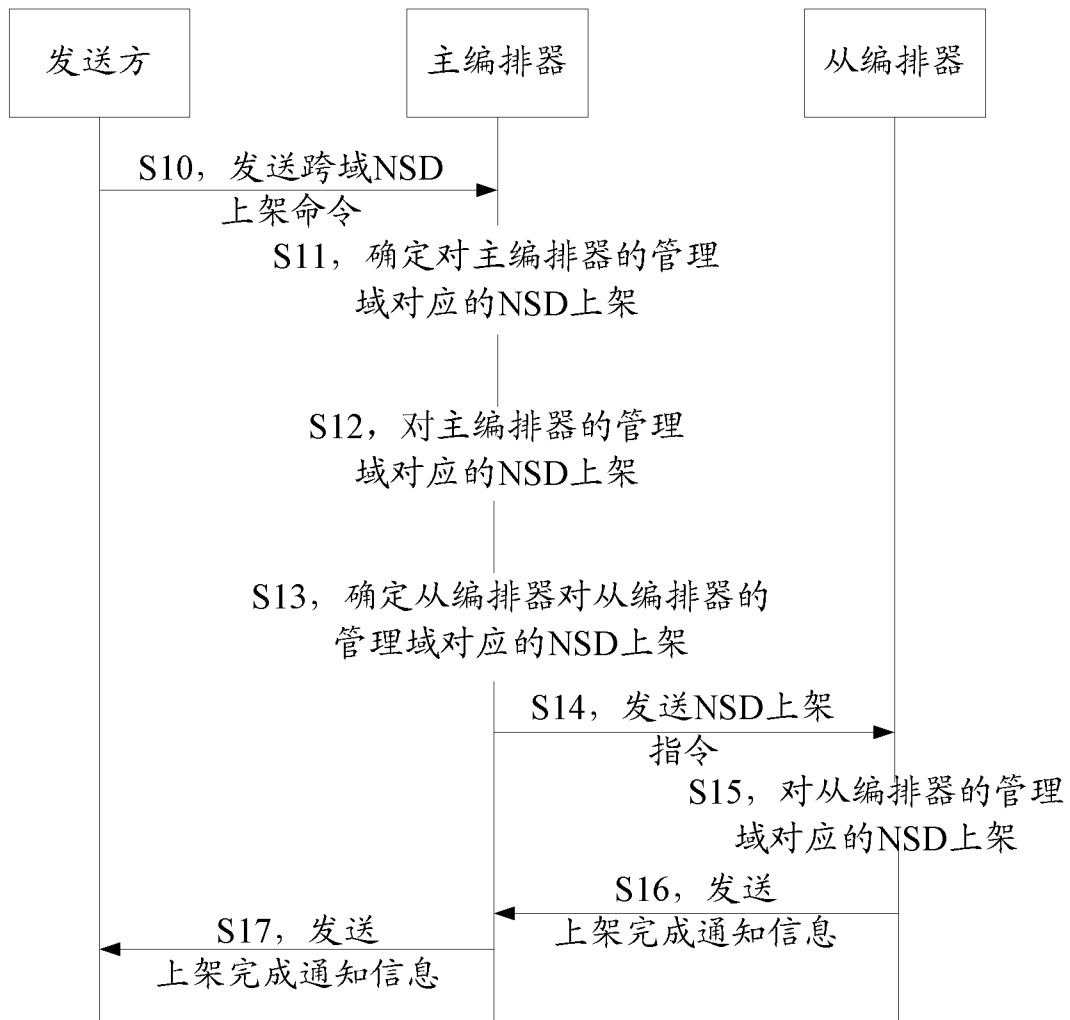 发送方
主编排器
从编排器
S10，发送跨域NSD
上架命令
S11，确定对主编排器的管理
域对应的NSD上架
S12，对主编排器的管理
域对应的NSD上架
S13，确定从编排器对从编排器的
管理域对应的NSD上架
S14，发送NSD上架
指令
S15，对从编排器的管理
域对应的NSD上架
S16，发送
上架完成通知信息
S17，发送
上架完成通知信息